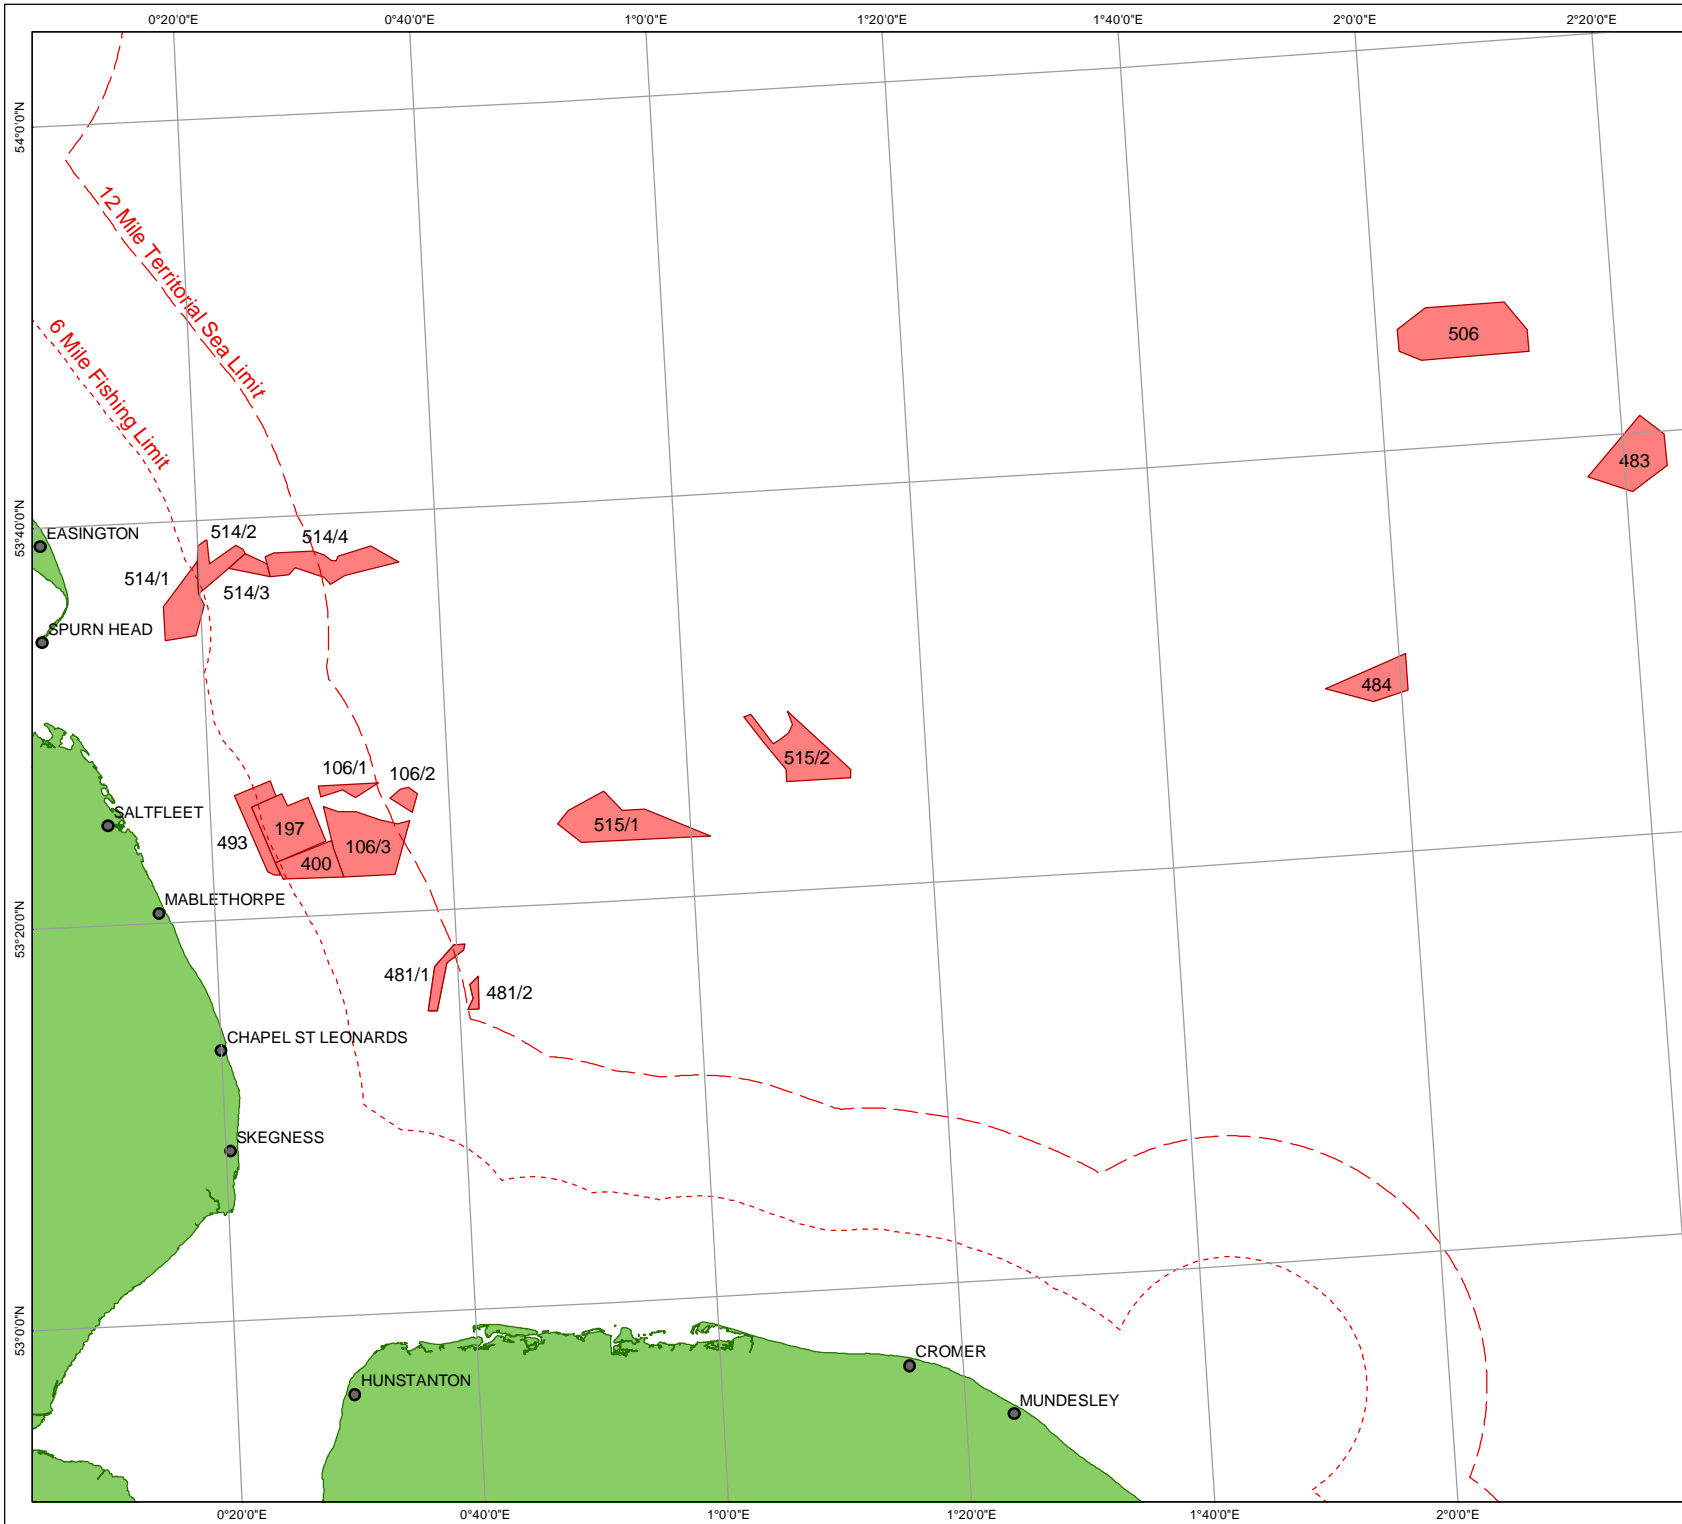 0°20'0"E
0°40'0"E
1°0'0"E
1°20'0"E
1°40'0"E
2°0'0"E
2°20'0"E
54°0'0"N
12 Mile Territorial Sea Limit
6 Mile Fishing Limit
506
483
53°40'0"N
EASINGTON
514/2
514/4
514/1
514/3
SPURN HEAD
484
515/2
106/1
106/2
SALTFLEET
197
515/1
493
106/3
400
MABLETHORPE
53°20'0"N
481/1
481/2
CHAPEL ST LEONARDS
SKEGNESS
53°0'0"N
CROMER
HUNSTANTON
MUNDESLEY
0°20'0"E
0°40'0"E
1°0'0"E
1°20'0"E
1°40'0"E
2°0'0"E